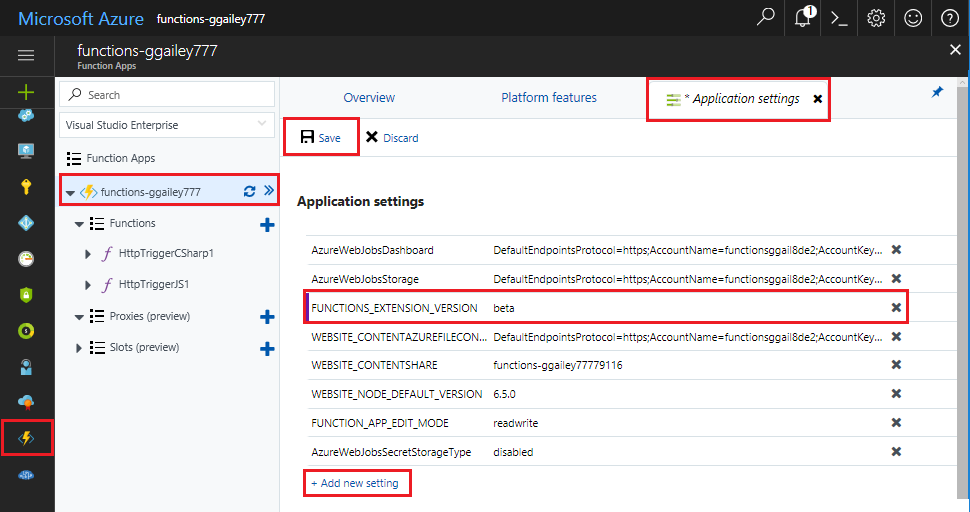 Microsoft Azure functions-ggailey777
1
functions-ggailey777
Function Apps
Search
Visual Studio Enterprise
Function Apps
functions-ggailey777
Functions
HttpTriggerCSharp1
HttpTriggerJS1
Proxies (preview)
Slots (preview)
Overview Platform features * Application settings
Save Discard
Application settings
AzureWebJobsDashboard DefaultEndpointsProtocol=https;AccountName=functionsggail8de2;AccountKey...
AzureWebJobsStorage DefaultEndpointsProtocol=https;AccountName=functionsggail8de2;AccountKey...
FUNCTIONS_EXTENSION_VERSION beta
WEBSITE_CONTENTAZUREFILECON... DefaultEndpointsProtocol=https;AccountName=functionsggail8de2;AccountKey...
WEBSITE_CONTENTSHARE functions-ggailey77779116
WEBSITE_NODE_DEFAULT_VERSION 6.5.0
FUNCTION_APP_EDIT_MODE readwrite
AzureWebJobsSecretStorageType disabled
+ Add new setting